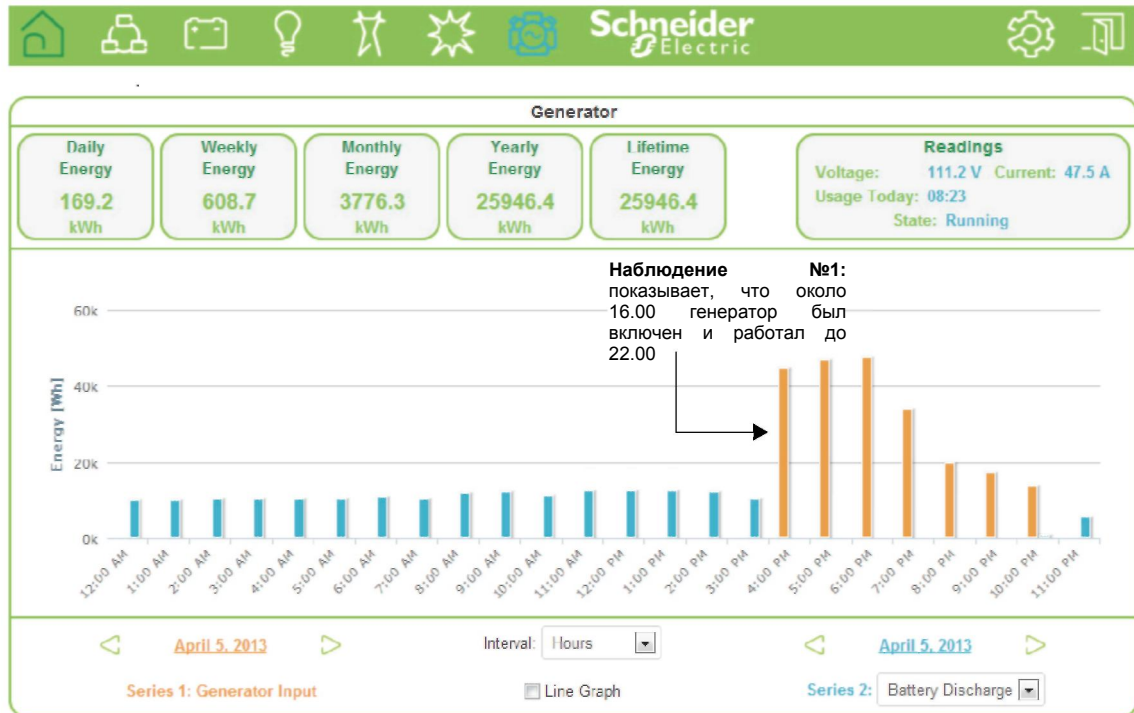 Schneider
Electric
Generator
Daily
Energy
169.2
kWh
Weekly
Energy
608.7
kWh
Monthly
Energy
3776.3
kWh
Yearly
Energy
25946.4
kWh
Lifetime
Energy
25946.4
kWh
Readings
Voltage: 111.2 V Current: 47.5 A
Usage Today: 08:23
State: Running
Наблюдение №1:
показывает, что около
16.00 генератор был
включен и работал до
22.00
Energy [Wh]
60k
40k
20k
0k
12:00 AM
1:00 AM
2:00 AM
3:00 AM
4:00 AM
5:00 AM
6:00 AM
7:00 AM
8:00 AM
9:00 AM
10:00 AM
11:00 AM
12:00 PM
1:00 PM
2:00 PM
3:00 PM
4:00 PM
5:00 PM
6:00 PM
7:00 PM
8:00 PM
9:00 PM
10:00 PM
11:00 PM
April 5, 2013
Interval: Hours
April 5, 2013
Series 1: Generator Input
Line Graph
Series 2: Battery Discharge